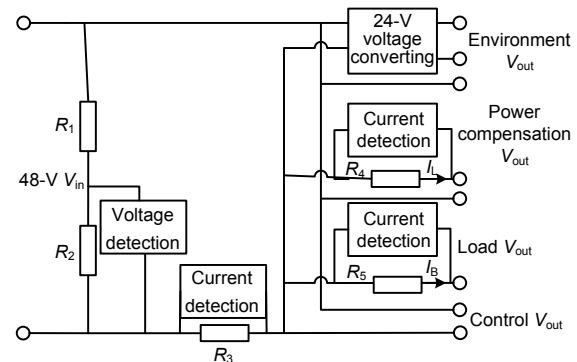 24-V
voltage
converting
Environment
Vout
R1
Current
detection
Power
compensation
Vout
R4
IL
48-V Vin
Voltage
detection
Current
detection
Load Vout
R2
R5
IB
Current
detection
Control Vout
R3